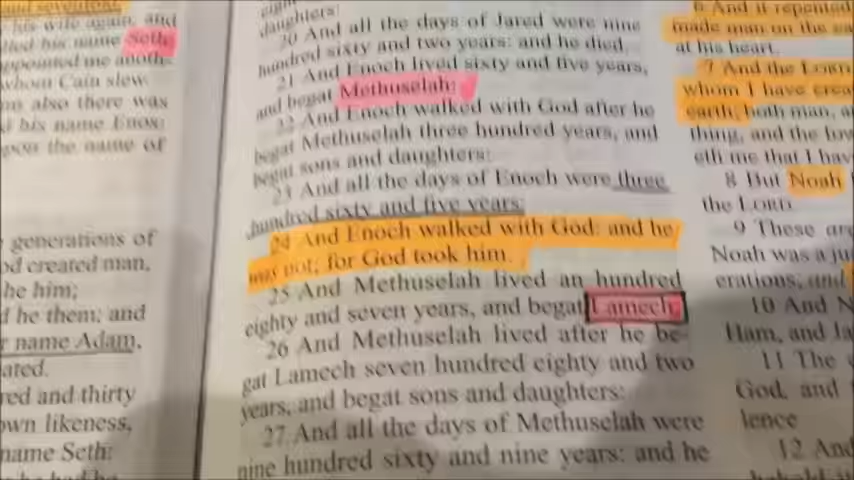 his wife again, and
his name Seth:
appointed me anoth-
whom Cain slew.
also there was
his name Enos:
upon the name of
generations of
God created man,
he him;
he them; and
name Adam,
ated.
red and thirty
own likeness,
name Seth:
daughters:
20 And all the days of Jared were nine
hundred sixty and two years: and he died.
21 And Enoch lived sixty and five years,
and begat Methuselah:
22 And Enoch walked with God after he
begat Methuselah three hundred years, and
begat sons and daughters:
23 And all the days of Enoch were three
hundred sixty and five years:
24 And Enoch walked with God: and he
not; for God took him.
25 And Methuselah lived an hundred
eighty and seven years, and begat Lamech.
26 And Methuselah lived after he be-
gat Lamech seven hundred eighty and two
years, and begat sons and daughters:
27 And all the days of Methuselah were
nine hundred sixty and nine years: and he
6 And it repented
made man on the ea
at his heart.
7 And the LORD
whom I have crea
earth; both man, a
thing, and the fow
eth me that I hav
8 But Noah
the LORD.
9 These are
Noah was a ju
erations, and
10 And N
Ham, and Ja
11 The
God, and
lence
12 And